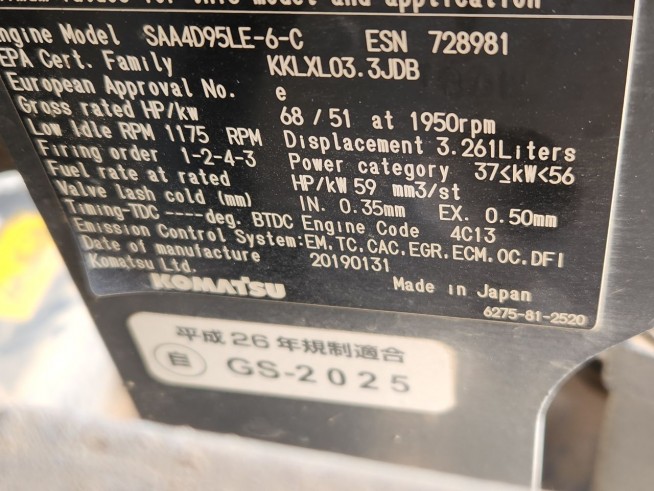 this model and application
Engine Model SAA4D95LE-6-C ESN 728981
EPA Cert. Family KKLXL03.3JDB
European Approval No. e
Gross rated HP/kw 68/51 at 1950rpm
Low Idle RPM 1175 RPM Displacement 3.261Liters
Firing order 1-2-4-3 Power category 37≤kW<56
Fuel rate at rated HP/kW 59 mm3/st
Valve lash cold (mm) IN. 0.35mm EX. 0.50mm
Timing-TDC ----deg. BTDC Engine Code 4C13
Emission Control System:EM.TC.CAC.EGR.ECM.OC.DFI
Date of manufacture 20190131
Komatsu Ltd.
KOMATSU Made in Japan
6275-81-2520
平成26年規制適合
自 GS-2025